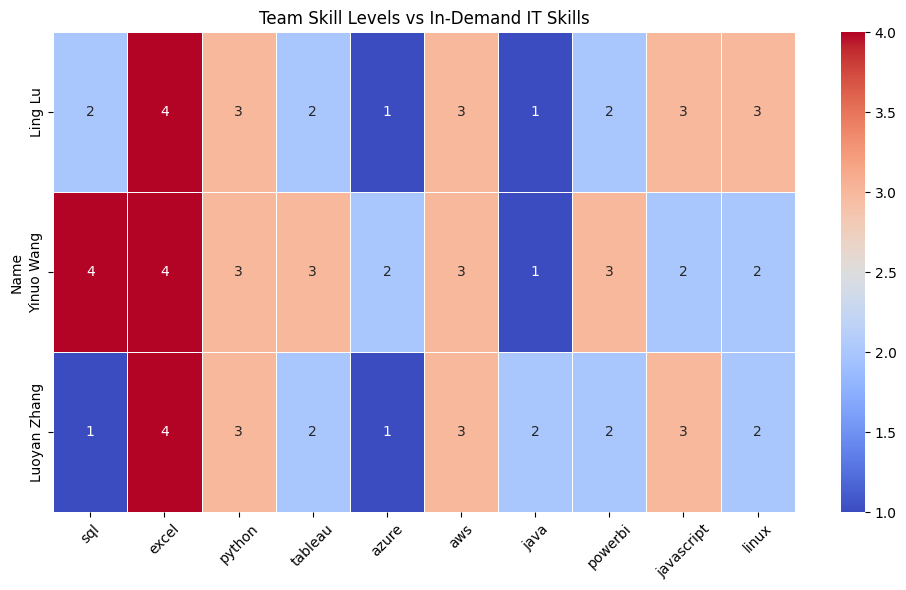 Team Skill Levels vs In-Demand IT Skills
Name
Ling Lu
2 4 3 2 1 3 1 2 3 3
Yinuo Wang
4 4 3 3 2 3 1 3 2 2
Luoyan Zhang
1 4 3 2 1 3 2 2 3 2
sql excel python tableau azure aws java powerbi javascript linux
4.0
3.5
3.0
2.5
2.0
1.5
1.0